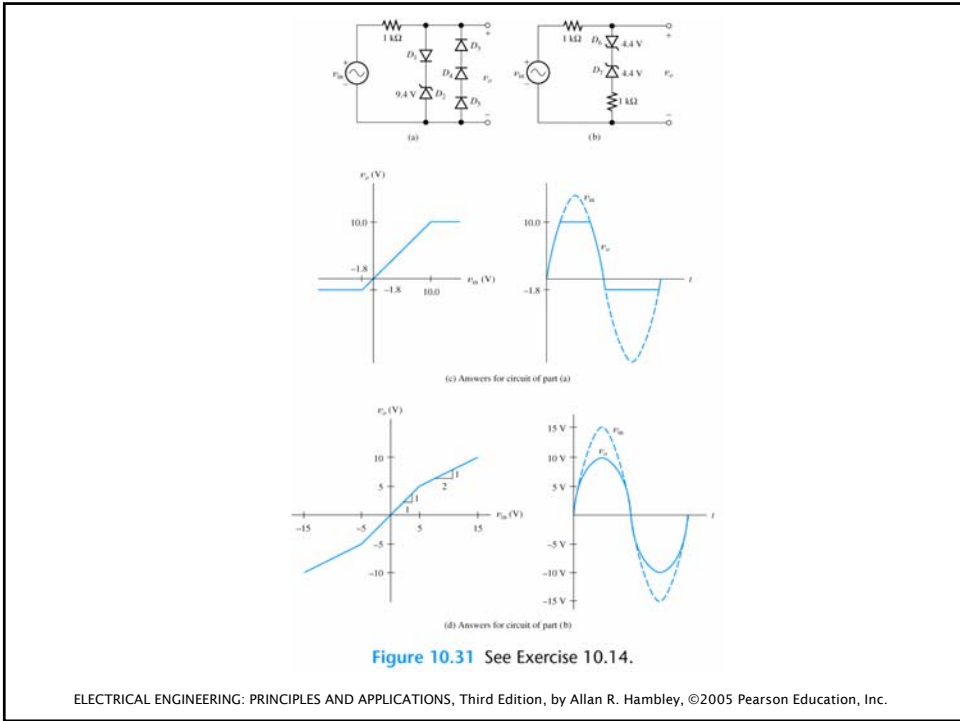 1 kΩ
D₁
9.4 V
D₂
D₃
D₄
D₅
vᵢₙ
+
−
+
vₒ
−
(a)
1 kΩ
D₆
4.4 V
D₇
4.4 V
1 kΩ
vᵢₙ
+
−
+
vₒ
−
(b)
vₒ (V)
10.0
−1.8
−1.8
10.0
vᵢₙ (V)
10.0
−1.8
vᵢₙ
vₒ
t
(c) Answers for circuit of part (a)
vₒ (V)
10
5
1
2
1
1
−15
−5
5
15
vᵢₙ (V)
−5
−10
15 V
10 V
5 V
−5 V
−10 V
−15 V
vᵢₙ
vₒ
t
(d) Answers for circuit of part (b)
Figure 10.31 See Exercise 10.14.
ELECTRICAL ENGINEERING: PRINCIPLES AND APPLICATIONS, Third Edition, by Allan R. Hambley, ©2005 Pearson Education, Inc.